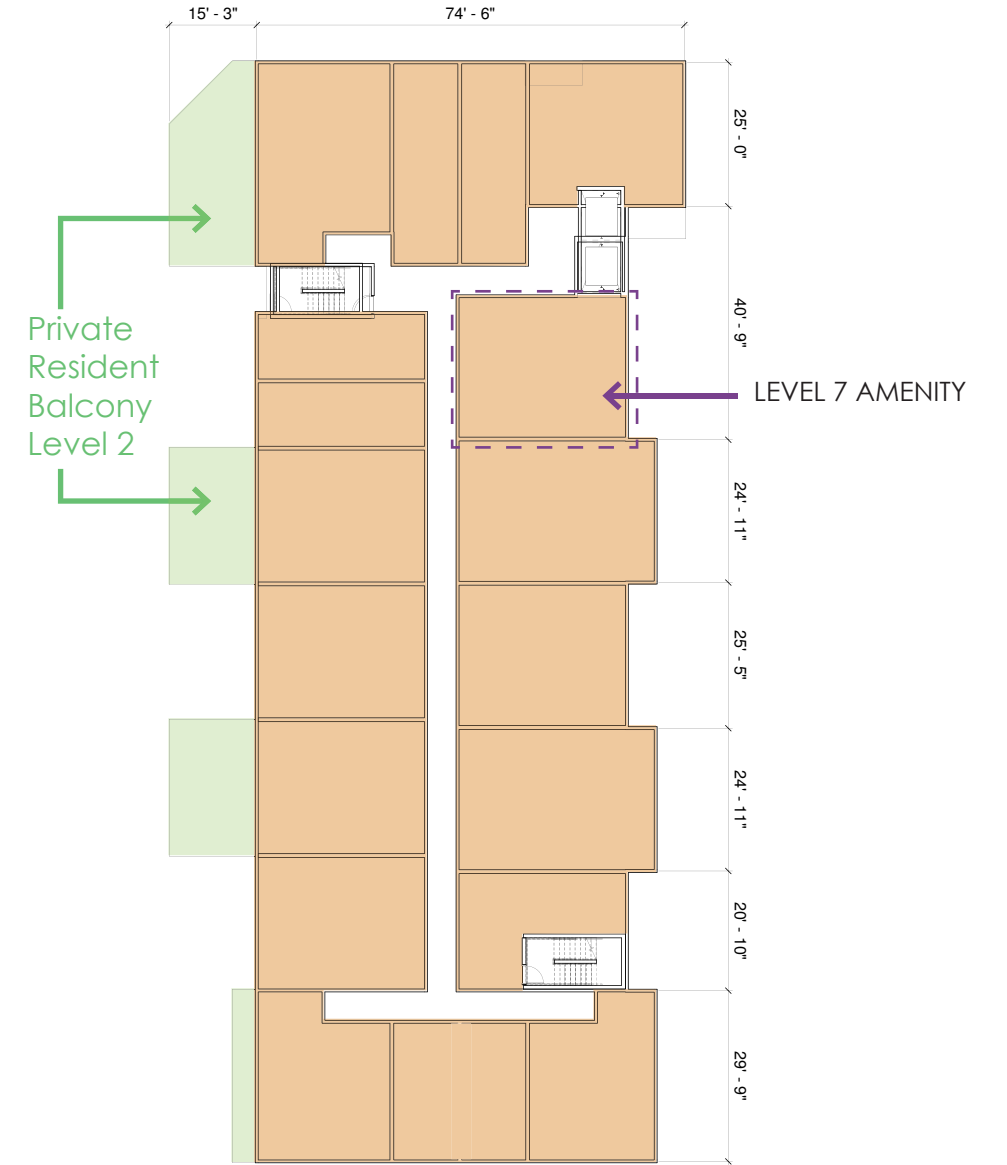 15' - 3"
74' - 6"
25' - 0"
40' - 9"
Private
Resident
Balcony
Level 2
LEVEL 7 AMENITY
24' - 11"
25' - 5"
24' - 11"
20' - 10"
29' - 9"